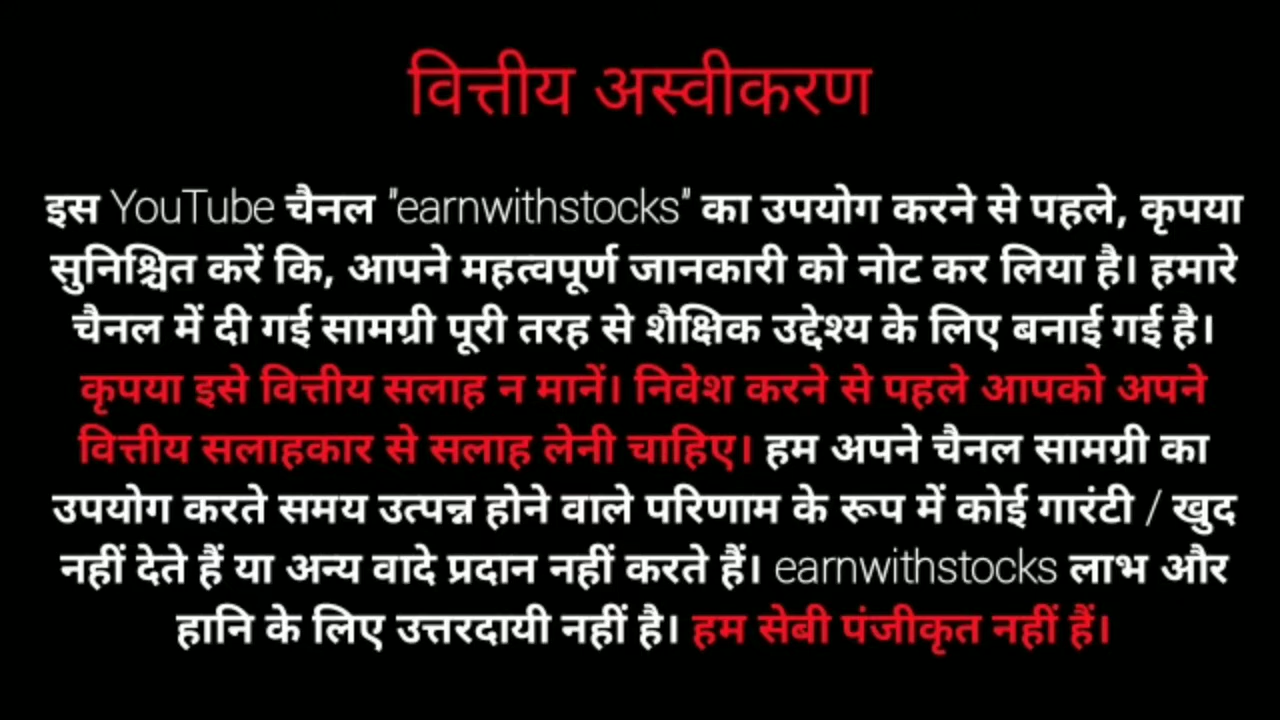 वित्तीय अस्वीकरण
इस YouTube चैनल "earnwithstocks" का उपयोग करने से पहले, कृपया
सुनिश्चित करें कि, आपने महत्वपूर्ण जानकारी को नोट कर लिया है। हमारे
चैनल में दी गई सामग्री पूरी तरह से शैक्षिक उद्देश्य के लिए बनाई गई है।
कृपया इसे वित्तीय सलाह न मानें। निवेश करने से पहले आपको अपने
वित्तीय सलाहकार से सलाह लेनी चाहिए। हम अपने चैनल सामग्री का
उपयोग करते समय उत्पन्न होने वाले परिणाम के रूप में कोई गारंटी / खुद
नहीं देते हैं या अन्य वादे प्रदान नहीं करते हैं। earnwithstocks लाभ और
हानि के लिए उत्तरदायी नहीं है। हम सेबी पंजीकृत नहीं हैं।